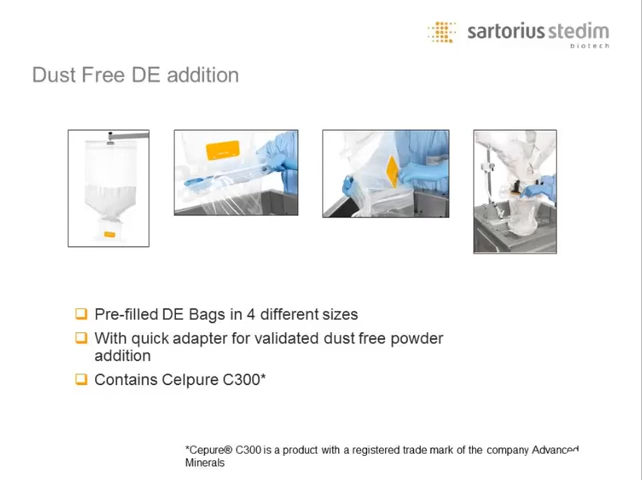 sartorius stedim
biotech
Dust Free DE addition
❑ Pre-filled DE Bags in 4 different sizes
❑ With quick adapter for validated dust free powder
addition
❑ Contains Celpure C300*
*Cepure® C300 is a product with a registered trade mark of the company Advanced
Minerals